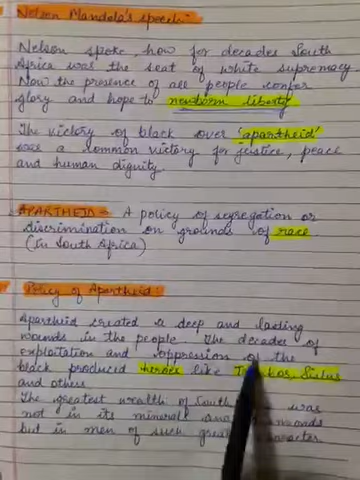 Nelson Mandela's speech:-
Nelson spoke, how for decades South
Africa was the seat of white supremacy
Now the presence of all people confer
glory and hope to newborn liberty
The victory of black over 'apartheid'
was a common victory for justice, peace
and human dignity.
APARTHEID - A policy of segregation or
discrimination on grounds of race
(In South Africa)
Policy of Apartheid:
Apartheid created a deep and lasting
wounds in the people. The decades of
exploitation and oppression of the
black produced heroes like Sisulus
and others
The greatest wealth of South was
not in its minerals
but in men of such